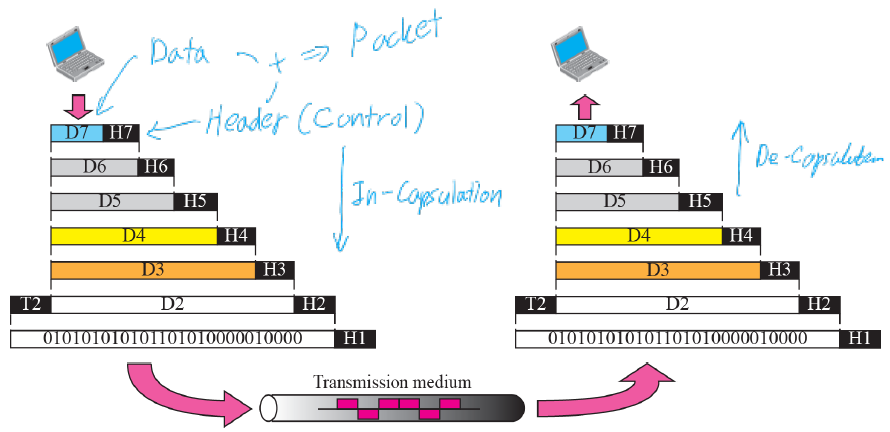 Data + ⇒ Packet
Header (Control)
In-Capsulation
D7 H7
D6 H6
D5 H5
D4 H4
D3 H3
T2 D2 H2
0101010101011010100000010000 H1
De-Capsulation
D7 H7
D6 H6
D5 H5
D4 H4
D3 H3
T2 D2 H2
0101010101011010100000010000 H1
Transmission medium